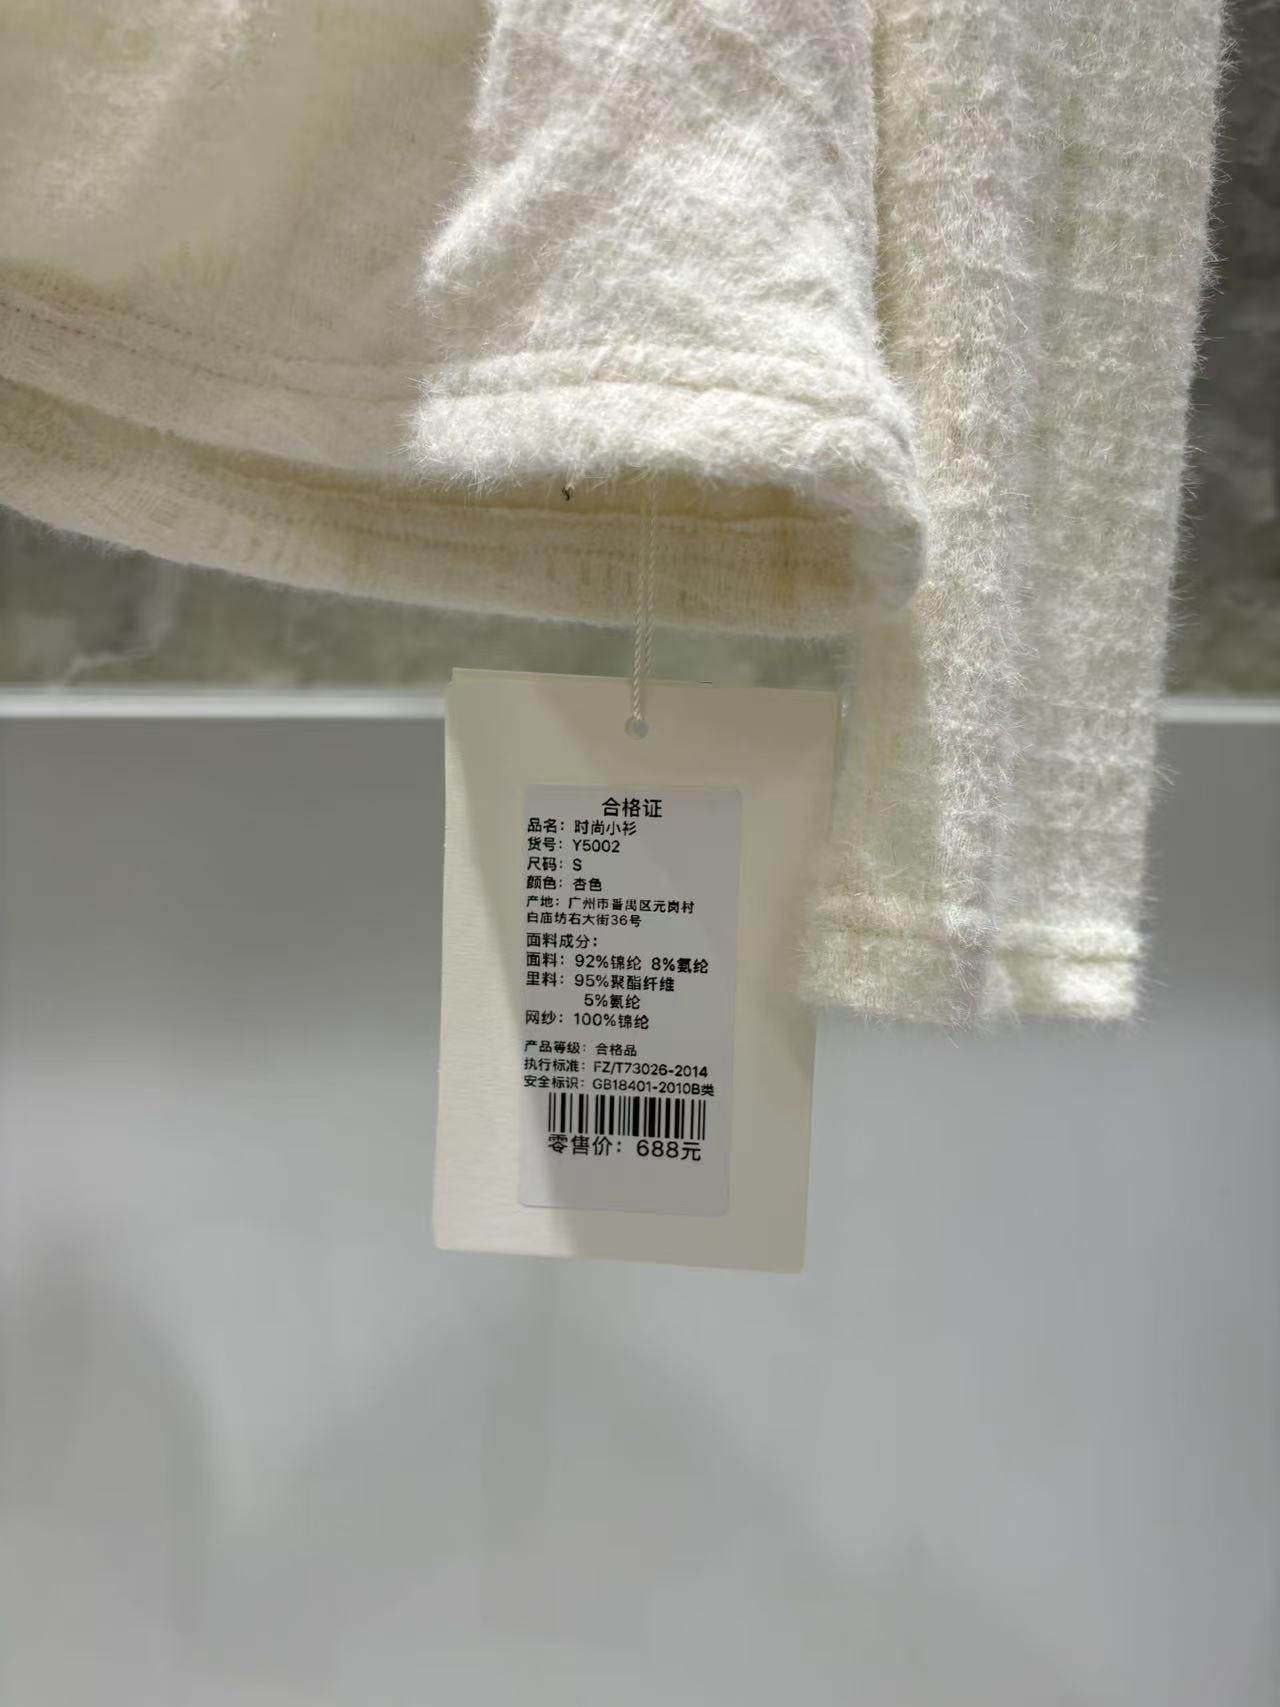 合格证
品名：时尚小衫
货号：Y5002
尺码：S
颜色：杏色
产地：广州市番禺区元岗村
白庙坊右大街36号
面料成分：
面料：92%锦纶 8%氨纶
里料：95%聚酯纤维
5%氨纶
网纱：100%锦纶
产品等级：合格品
执行标准：FZ/T73026-2014
安全标识：GB18401-2010B类
零售价：688元